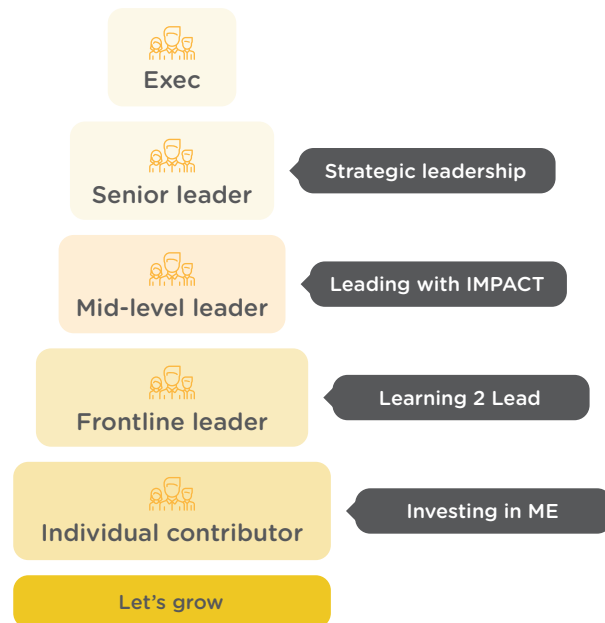 Exec
Senior leader
Strategic leadership
Mid-level leader
Leading with IMPACT
Frontline leader
Learning 2 Lead
Individual contributor
Investing in ME
Let’s grow